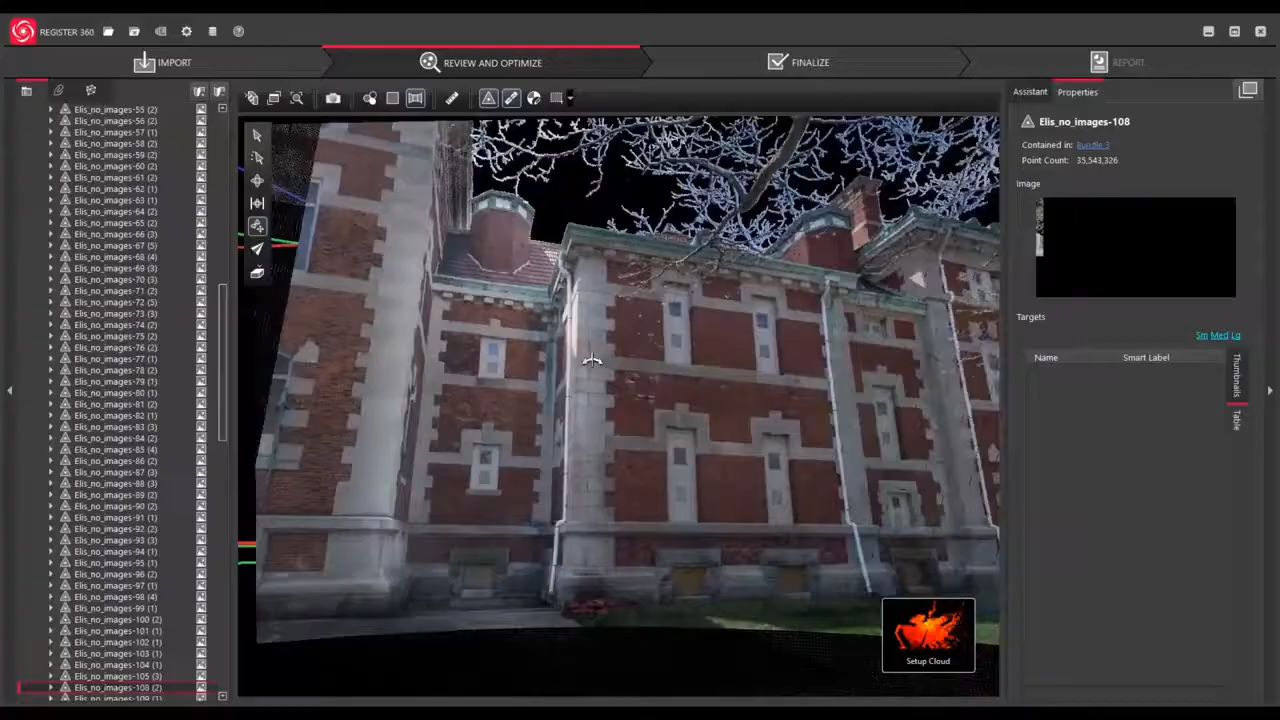 REGISTER 360
IMPORT
REVIEW AND OPTIMIZE
FINALIZE
REPORT
Elis_no_images-55 (2)
Elis_no_images-56 (2)
Elis_no_images-57 (1)
Elis_no_images-58 (2)
Elis_no_images-59 (2)
Elis_no_images-60 (2)
Elis_no_images-61 (2)
Elis_no_images-62 (1)
Elis_no_images-63 (1)
Elis_no_images-64 (2)
Elis_no_images-65 (2)
Elis_no_images-66 (3)
Elis_no_images-67 (5)
Elis_no_images-68 (4)
Elis_no_images-69 (3)
Elis_no_images-70 (3)
Elis_no_images-71 (2)
Elis_no_images-72 (5)
Elis_no_images-73 (3)
Elis_no_images-74 (2)
Elis_no_images-75 (2)
Elis_no_images-76 (2)
Elis_no_images-77 (1)
Elis_no_images-78 (2)
Elis_no_images-79 (1)
Elis_no_images-80 (1)
Elis_no_images-81 (2)
Elis_no_images-82 (1)
Elis_no_images-83 (3)
Elis_no_images-84 (2)
Elis_no_images-85 (4)
Elis_no_images-86 (2)
Elis_no_images-87 (3)
Elis_no_images-88 (3)
Elis_no_images-89 (2)
Elis_no_images-90 (2)
Elis_no_images-91 (1)
Elis_no_images-92 (2)
Elis_no_images-93 (3)
Elis_no_images-94 (1)
Elis_no_images-95 (1)
Elis_no_images-96 (2)
Elis_no_images-97 (1)
Elis_no_images-98 (4)
Elis_no_images-99 (1)
Elis_no_images-100 (2)
Elis_no_images-101 (1)
Elis_no_images-102 (1)
Elis_no_images-103 (1)
Elis_no_images-104 (1)
Elis_no_images-105 (3)
Elis_no_images-108 (2)
Elis_no_images-109 (1)
Setup Cloud
Assistant
Properties
Elis_no_images-108
Contained in: Bundle 3
Point Count: 35,543,326
Image
Targets
Sm Med Lg
Name Smart Label
Thumbnails
Table